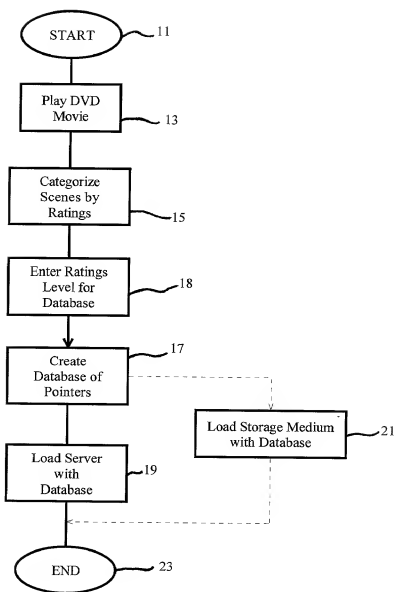 START
11
Play DVD
Movie
13
Categorize
Scenes by
Ratings
15
Enter Ratings
Level for
Database
18
17
Create
Database of
Pointers
Load Storage Medium
with Database
21
Load Server
with
Database
19
END
23